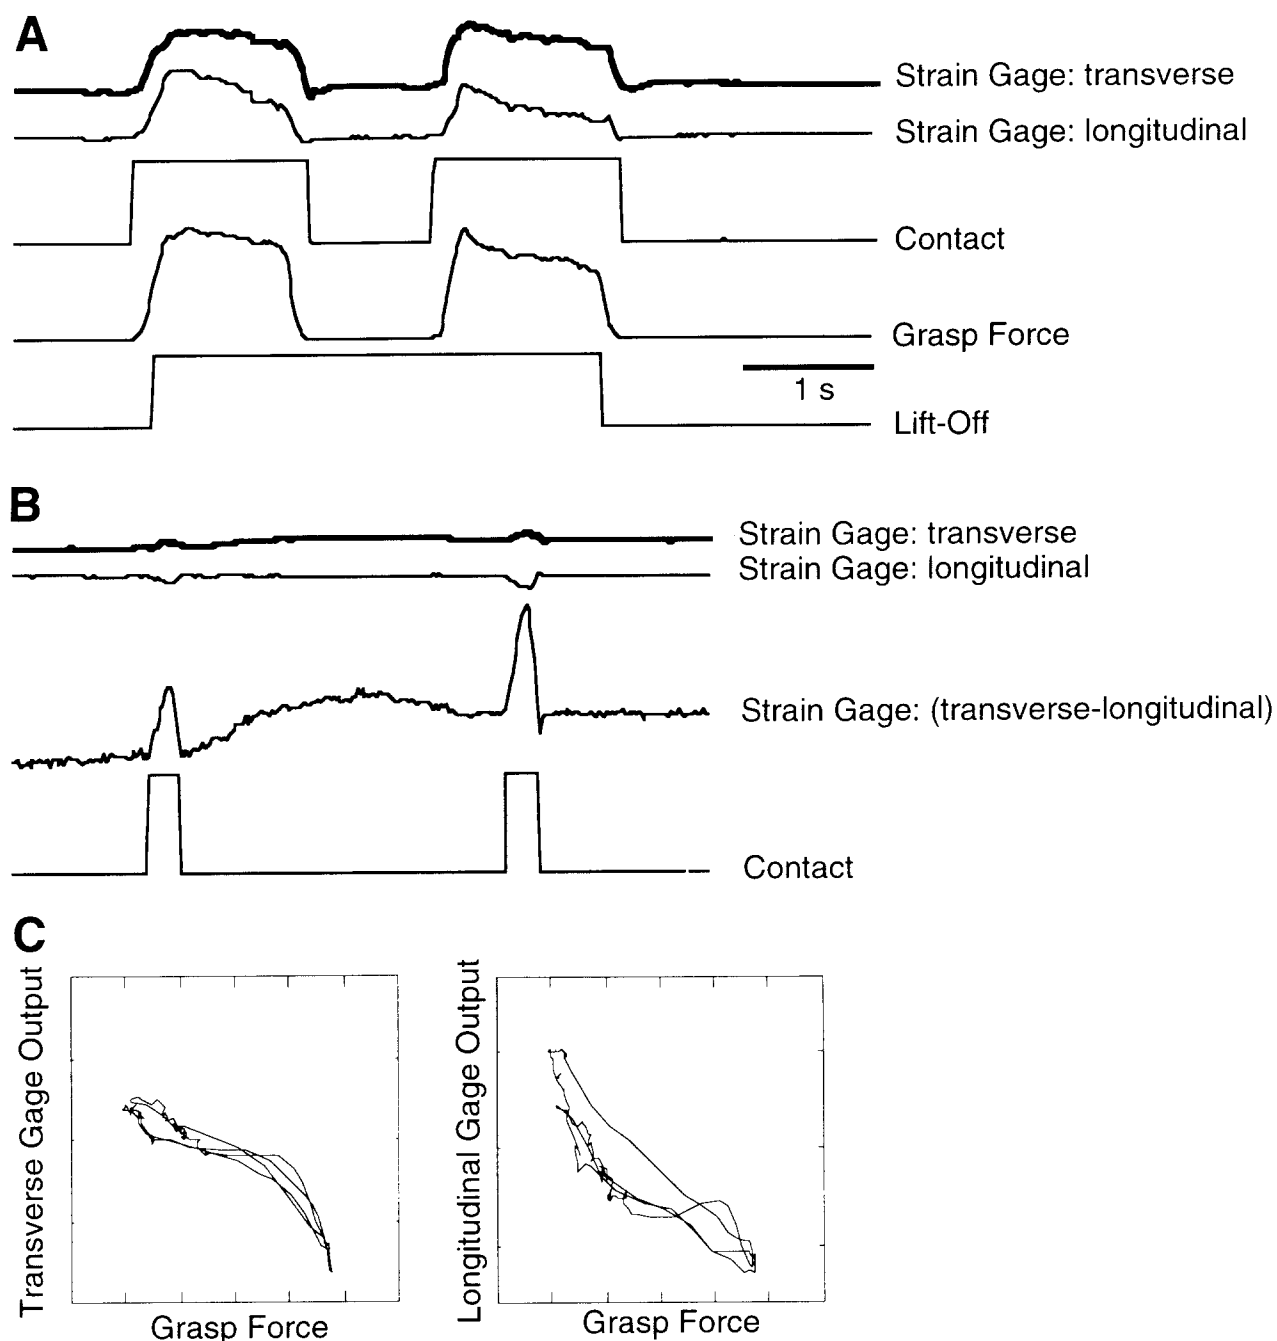 A
Strain Gage: transverse
Strain Gage: longitudinal
Contact
Grasp Force
1 s
Lift-Off
B
Strain Gage: transverse
Strain Gage: longitudinal
Strain Gage: (transverse-longitudinal)
Contact
C
Transverse Gage Output
Grasp Force
Longitudinal Gage Output
Grasp Force